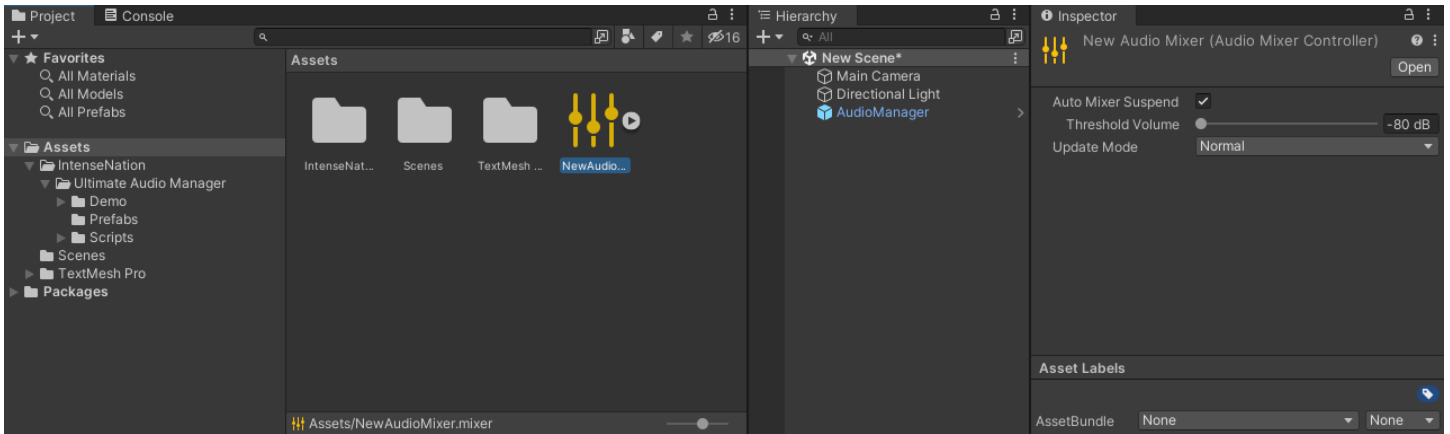 Project
Console
16
Favorites
All Materials
All Models
All Prefabs
Assets
IntenseNation
Ultimate Audio Manager
Demo
Prefabs
Scripts
Scenes
TextMesh Pro
Packages
Assets
IntenseNat...
Scenes
TextMesh ...
NewAudio...
Assets/NewAudioMixer.mixer
Hierarchy
All
New Scene*
Main Camera
Directional Light
AudioManager
Inspector
New Audio Mixer (Audio Mixer Controller)
Open
Auto Mixer Suspend
Threshold Volume -80 dB
Update Mode Normal
Asset Labels
AssetBundle None None